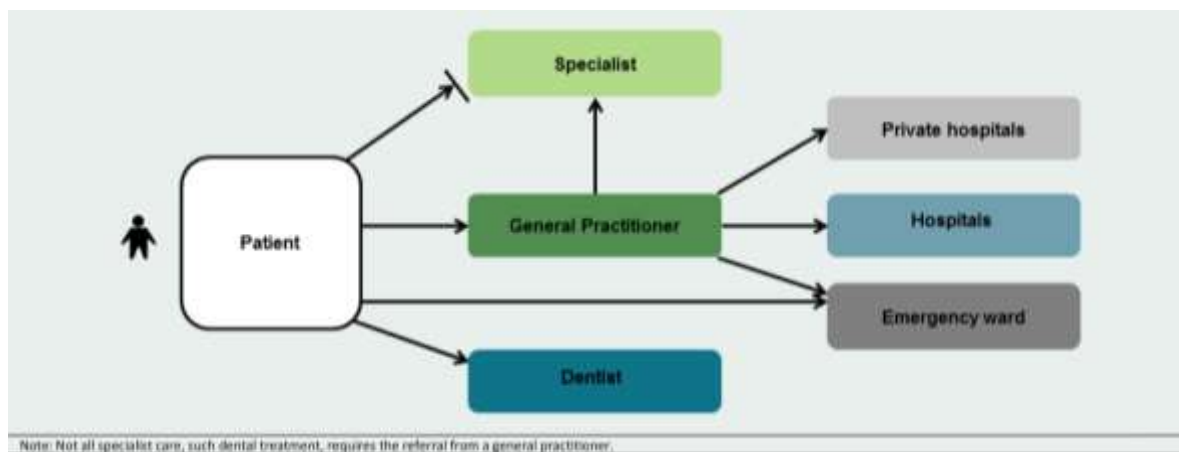 Specialist
Private hospitals
General Practitioner
Hospitals
Patient
Emergency ward
Dentist
Note: Not all specialist care, such dental treatment, requires the referral from a general practitioner.